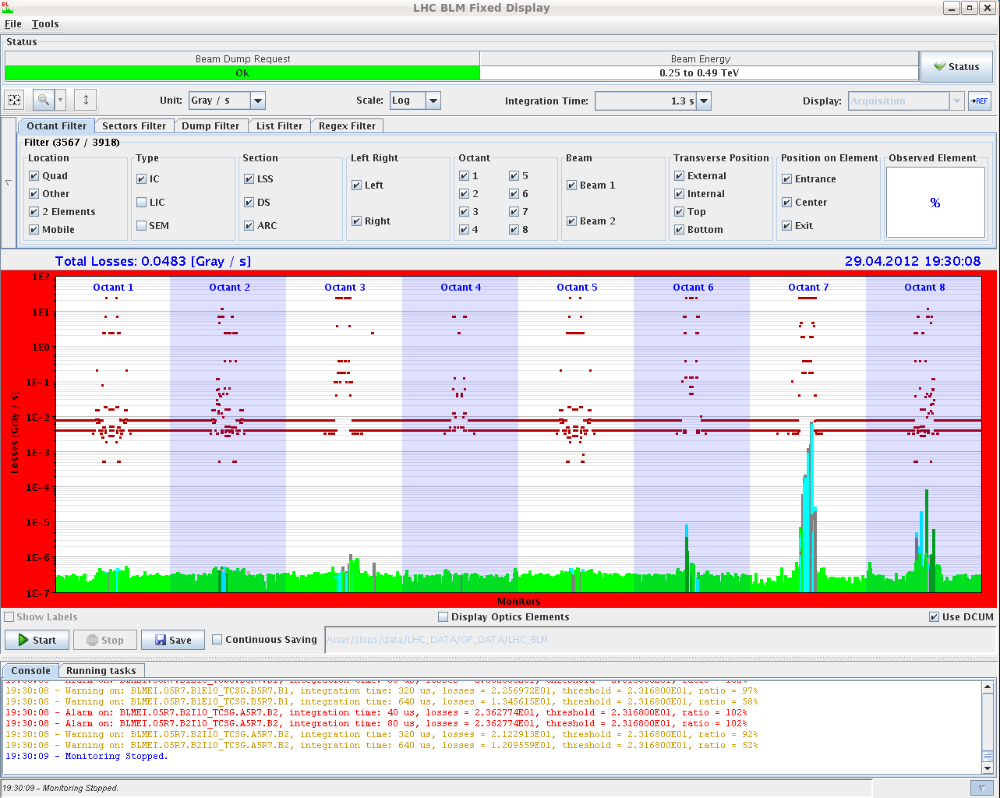 BL
LHC BLM Fixed Display
File Tools
Status
Beam Dump Request Beam Energy
Ok 0.25 to 0.49 TeV
Status
Unit: Gray / s Scale: Log Integration Time: 1.3 s Display: Acquisition REF
Octant Filter Sectors Filter Dump Filter List Filter Regex Filter
Filter (3567 / 3918)
Location Type Section Left Right Octant Beam Transverse Position Position on Element Observed Element
Quad
Other
2 Elements
Mobile
IC
LIC
SEM
LSS
DS
ARC
Left
Right
1 5
2 6
3 7
4 8
Beam 1
Beam 2
External
Internal
Top
Bottom
Entrance
Center
Exit
%
Total Losses: 0.0483 [Gray / s] 29.04.2012 19:30:08
Octant 1 Octant 2 Octant 3 Octant 4 Octant 5 Octant 6 Octant 7 Octant 8
Losses [Gray / s]
1E2
1E1
1E0
1E-1
1E-2
1E-3
1E-4
1E-5
1E-6
1E-7
Monitors
Show Labels Display Optics Elements Use DCUM
Start STOP Stop Save Continuous Saving /user/slops/data/LHC_DATA/OP_DATA/LHC_BLM
Console Running tasks
19:30:08 - Warning on: BLMEI.05R7.B1E10_TCSG.B5R7.B1, integration time: 320 us, losses = 2.256972E01, threshold = 2.316800E01, ratio = 97%
19:30:08 - Warning on: BLMEI.05R7.B1E10_TCSG.B5R7.B1, integration time: 640 us, losses = 1.345615E01, threshold = 2.316800E01, ratio = 58%
19:30:08 - Alarm on: BLMEI.05R7.B2I10_TCSG.A5R7.B2, integration time: 40 us, losses = 2.362774E01, threshold = 2.316800E01, ratio = 102%
19:30:08 - Alarm on: BLMEI.05R7.B2I10_TCSG.A5R7.B2, integration time: 80 us, losses = 2.362774E01, threshold = 2.316800E01, ratio = 102%
19:30:08 - Warning on: BLMEI.05R7.B2I10_TCSG.A5R7.B2, integration time: 320 us, losses = 2.122913E01, threshold = 2.316800E01, ratio = 92%
19:30:08 - Warning on: BLMEI.05R7.B2I10_TCSG.A5R7.B2, integration time: 640 us, losses = 1.209559E01, threshold = 2.316800E01, ratio = 52%
19:30:09 - Monitoring Stopped.
19:30:09 - Monitoring Stopped.